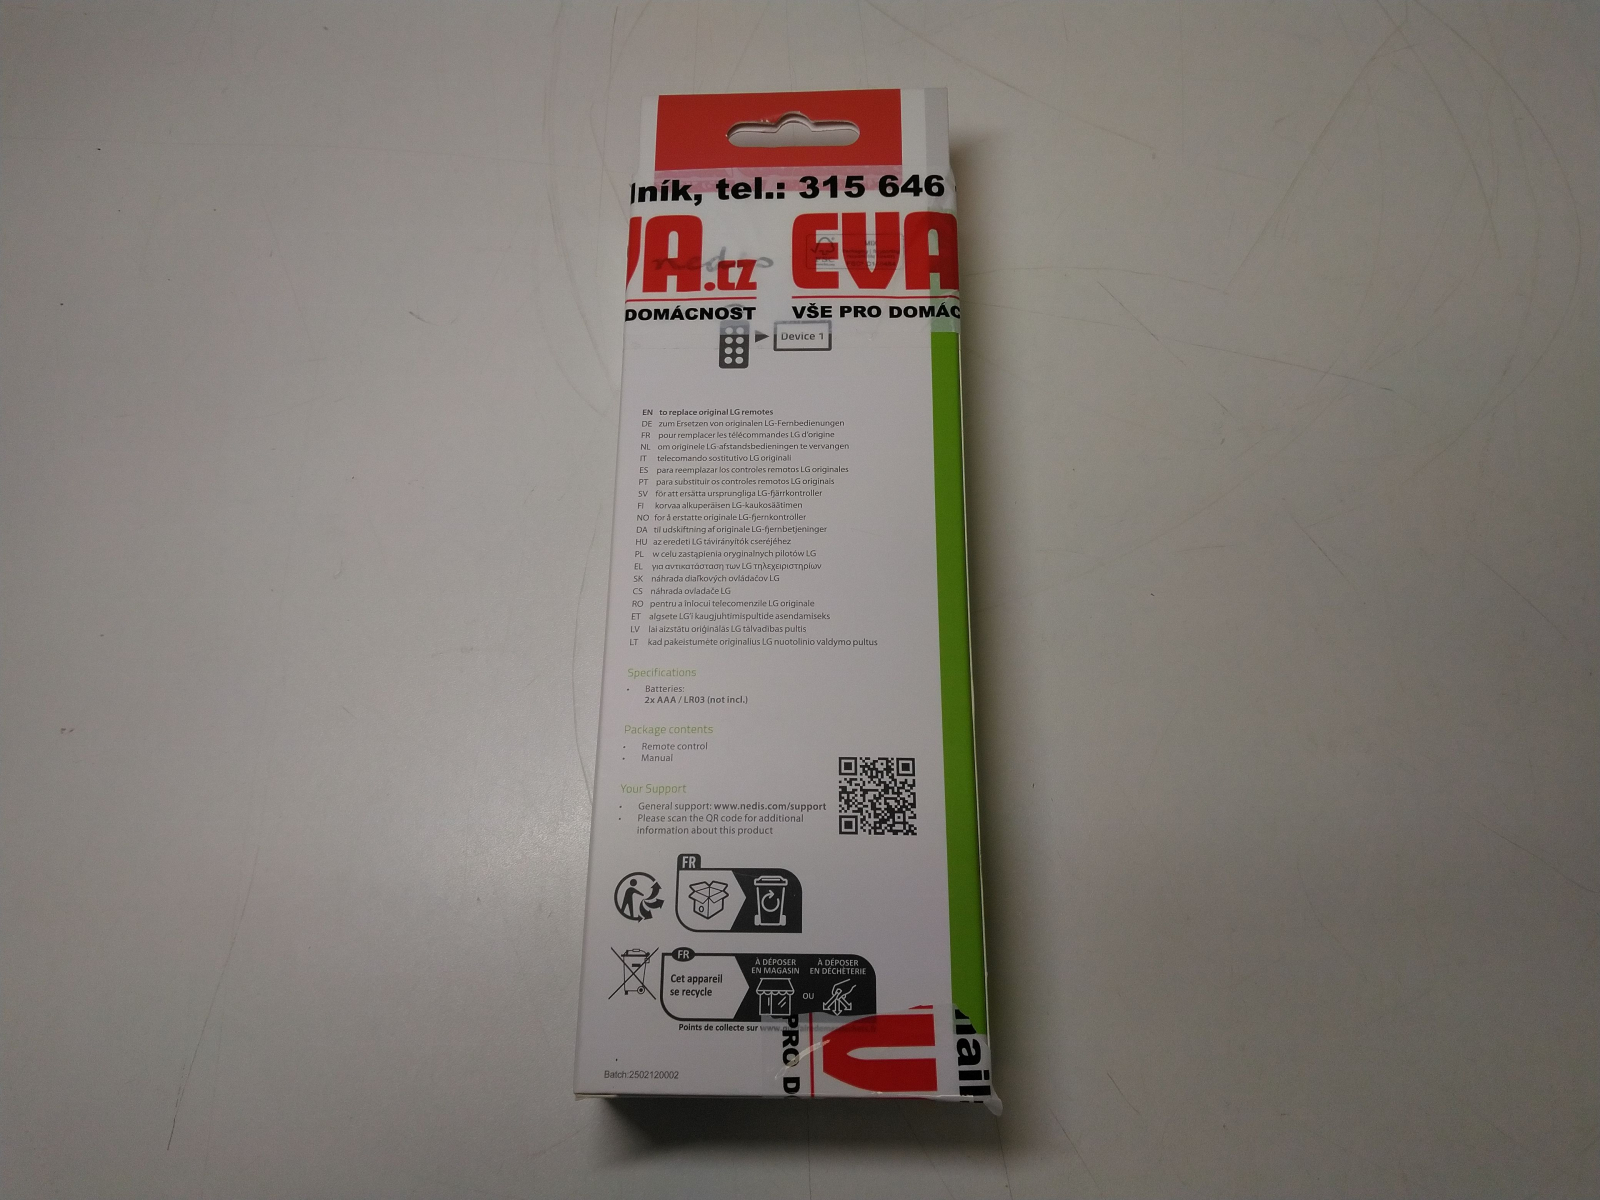 lník, tel.: 315 646
VA.cz EVA
nedis
DOMÁCNOST VŠE PRO DOMÁC
Device 1
EN to replace original LG remotes
DE zum Ersetzen von originalen LG-Fernbedienungen
FR pour remplacer les télécommandes LG d'origine
NL om originele LG-afstandsbedieningen te vervangen
IT telecomando sostitutivo LG originali
ES para reemplazar los controles remotos LG originales
PT para substituir os controles remotos LG originais
SV för att ersätta ursprungliga LG-fjärrkontroller
FI korvaa alkuperäisen LG-kaukosäätimen
NO for å erstatte originale LG-fjernkontroller
DA til udskiftning af originale LG-fjernbetjeninger
HU az eredeti LG távirányítók cseréjéhez
PL w celu zastąpienia oryginalnych pilotów LG
EL για αντικατάσταση των LG τηλεχειριστηρίων
SK náhrada diaľkových ovládačov LG
CS náhrada ovladače LG
RO pentru a înlocui telecomenzile LG originale
ET algsete LG'i kaugjuhtimispultide asendamiseks
LV lai aizstātu oriģinālās LG tālvadības pultis
LT kad pakeistumėte originalius LG nuotolinio valdymo pultus
Specifications
• Batteries:
2x AAA / LR03 (not incl.)
Package contents
• Remote control
• Manual
Your Support
• General support: www.nedis.com/support
• Please scan the QR code for additional
information about this product
FR
FR
Cet appareil
se recycle
À DÉPOSER
EN MAGASIN
OU
À DÉPOSER
EN DÉCHÈTERIE
Points de collecte sur
PRO D
mail:
Batch:2502120002